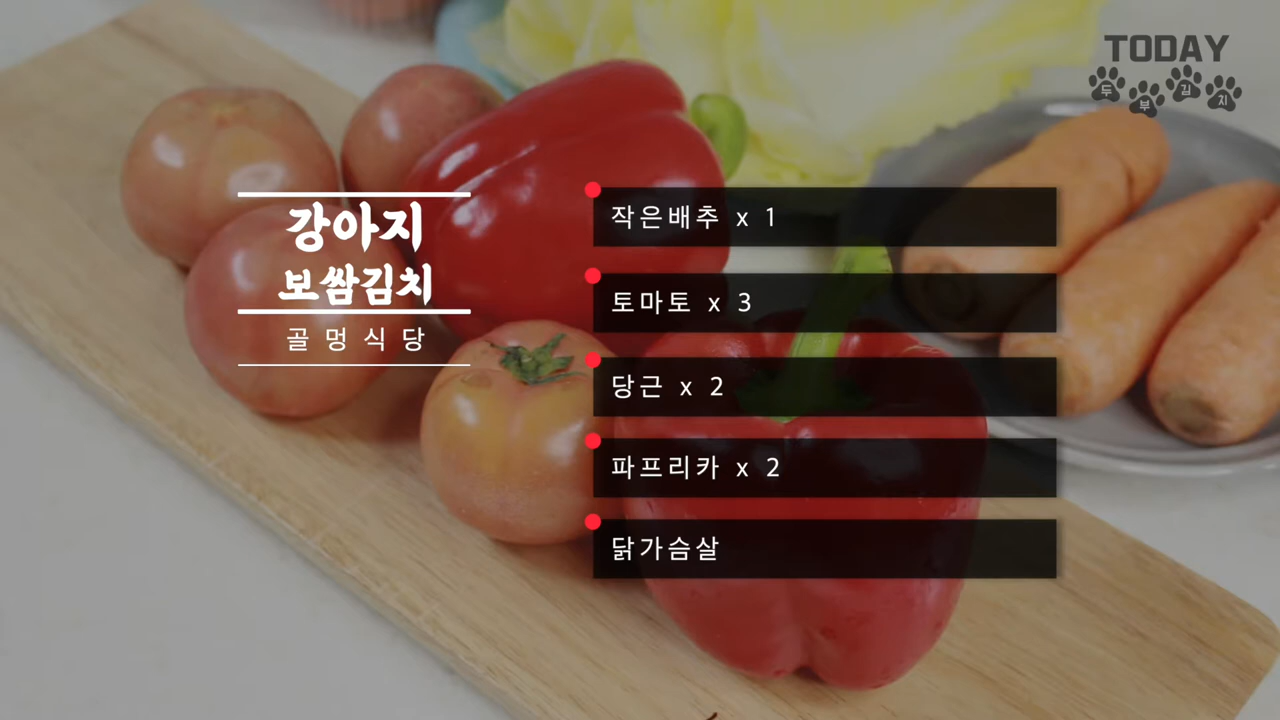 TODAY
두부김지
강아지
보쌈김치
골멍식당
작은배추 x 1
토마토 x 3
당근 x 2
파프리카 x 2
닭가슴살